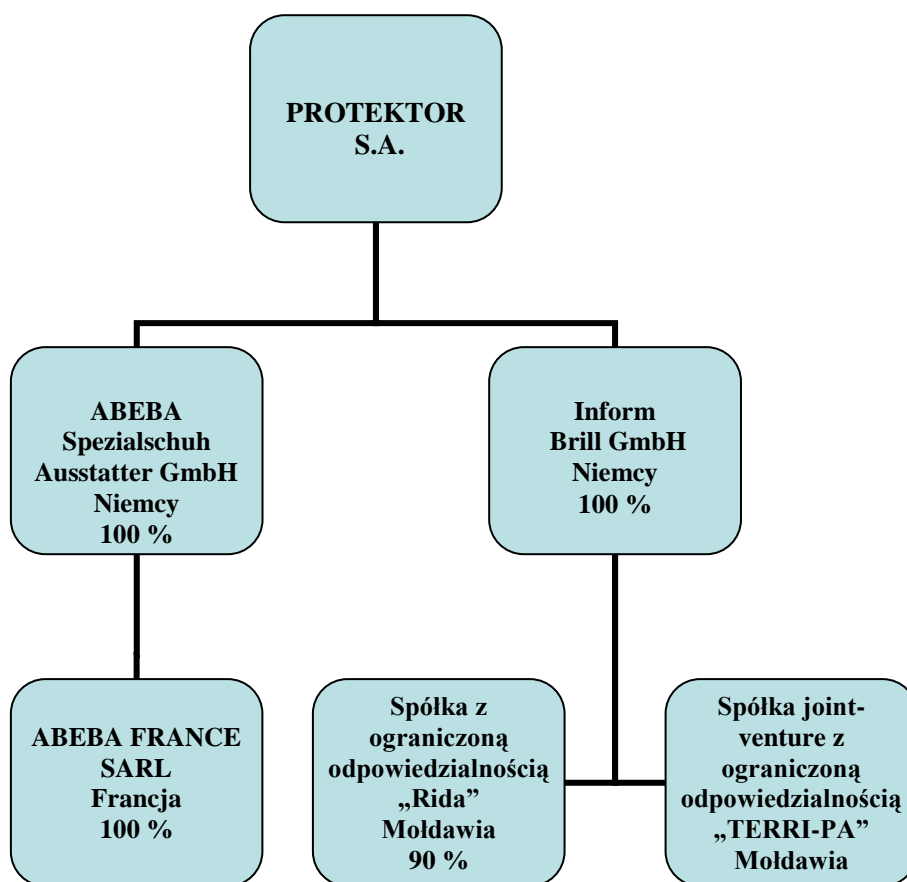 PROTEKTOR
S.A.
ABEBA
Spezialschuh
Ausstatter GmbH
Niemcy
100 %
Inform
Brill GmbH
Niemcy
100 %
ABEBA FRANCE
SARL
Francja
100 %
Spółka z
ograniczoną
odpowiedzialnością
„Rida”
Mołdawia
90 %
Spółka joint-
venture z
ograniczoną
odpowiedzialnością
„TERRI-PA”
Mołdawia